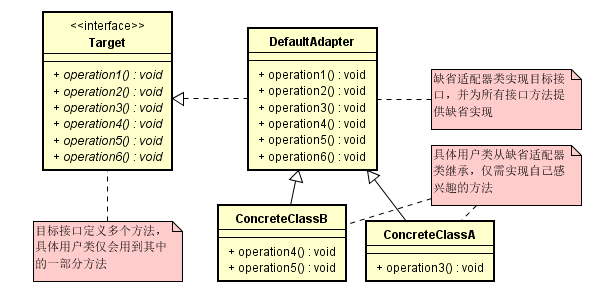 <<interface>>
Target
+ operation1() : void
+ operation2() : void
+ operation3() : void
+ operation4() : void
+ operation5() : void
+ operation6() : void
DefaultAdapter
+ operation1() : void
+ operation2() : void
+ operation3() : void
+ operation4() : void
+ operation5() : void
+ operation6() : void
缺省适配器类实现目标接
口，并为所有接口方法提
供缺省实现
具体用户类从缺省适配器
类继承，仅需实现自己感
兴趣的方法
目标接口定义多个方法，
具体用户类仅会用到其中
的一部分方法
ConcreteClassB
+ operation4() : void
+ operation5() : void
ConcreteClassA
+ operation3() : void